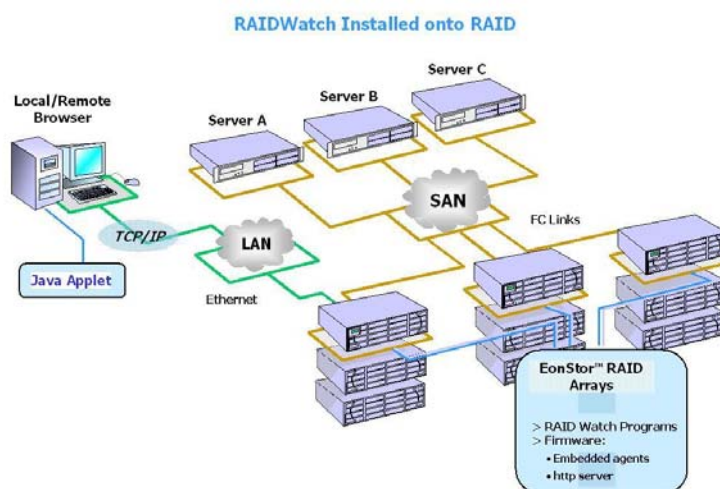 RAIDWatch Installed onto RAID
Local/Remote
Browser
Server A
Server B
Server C
SAN
TCP/IP
LAN
FC Links
Java Applet
Ethernet
EonStor™ RAID
Arrays
> RAID Watch Programs
> Firmware:
• Embedded agents
• http server